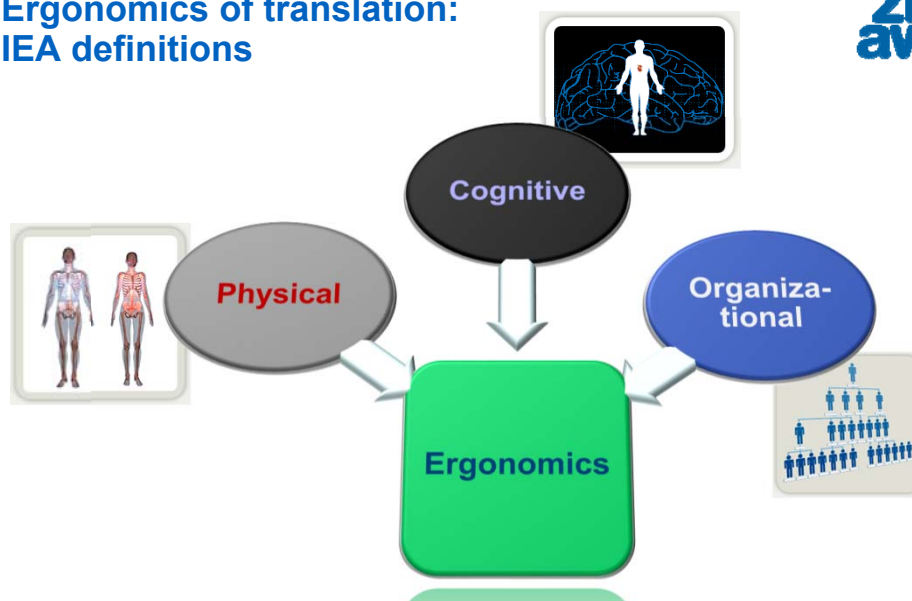 Ergonomics of translation:
IEA definitions
Cognitive
Physical
Organiza-
tional
Ergonomics